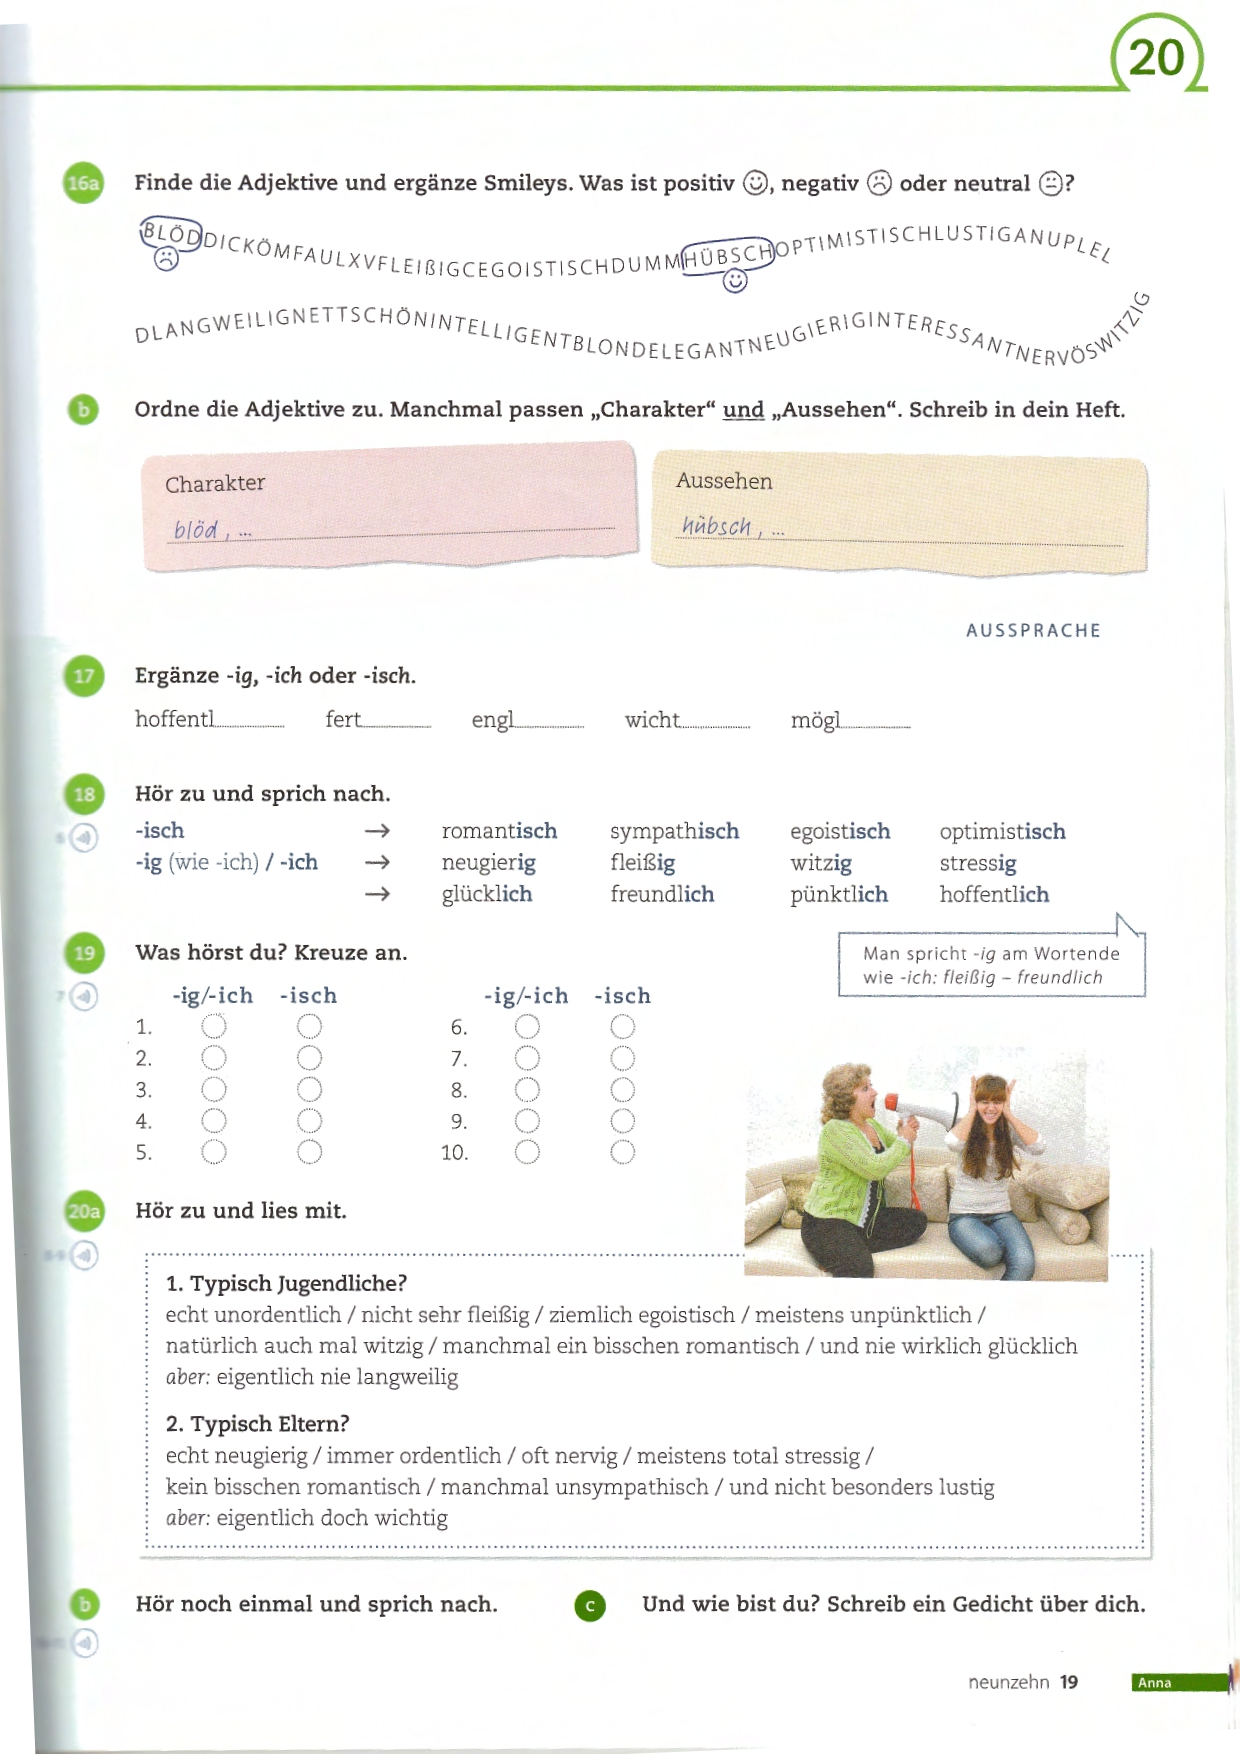 20
16a Finde die Adjektive und ergänze Smileys. Was ist positiv ☺, negativ ☹ oder neutral 😐?
BLÖDDICKÖMFAULXVFLEIßIGCEGOISTISCHDUMMHÜBSCHOPTIMISTISCHLUSTIGANUPLEL
DLANGWEILIGNETTSCHÖNINTELLIGENTBLONDELEGANTNEUGIERIGINTERESSANTNERVÖSWITZIG
b Ordne die Adjektive zu. Manchmal passen „Charakter“ und „Aussehen“. Schreib in dein Heft.
Charakter
blöd, ...
Aussehen
hübsch, ...
AUSSPRACHE
17 Ergänze -ig, -ich oder -isch.
hoffentl fert engl wicht mögl
18 Hör zu und sprich nach.
-isch → romantisch sympathisch egoistisch optimistisch
-ig (wie -ich) / -ich → neugierig fleißig witzig stressig
→ glücklich freundlich pünktlich hoffentlich
19 Was hörst du? Kreuze an.
Man spricht -ig am Wortende
wie -ich: fleißig – freundlich
-ig/-ich -isch -ig/-ich -isch
1. 6.
2. 7.
3. 8.
4. 9.
5. 10.
20a Hör zu und lies mit.
1. Typisch Jugendliche?
echt unordentlich / nicht sehr fleißig / ziemlich egoistisch / meistens unpünktlich /
natürlich auch mal witzig / manchmal ein bisschen romantisch / und nie wirklich glücklich
aber: eigentlich nie langweilig
2. Typisch Eltern?
echt neugierig / immer ordentlich / oft nervig / meistens total stressig /
kein bisschen romantisch / manchmal unsympathisch / und nicht besonders lustig
aber: eigentlich doch wichtig
b Hör noch einmal und sprich nach.
c Und wie bist du? Schreib ein Gedicht über dich.
neunzehn 19
Anna